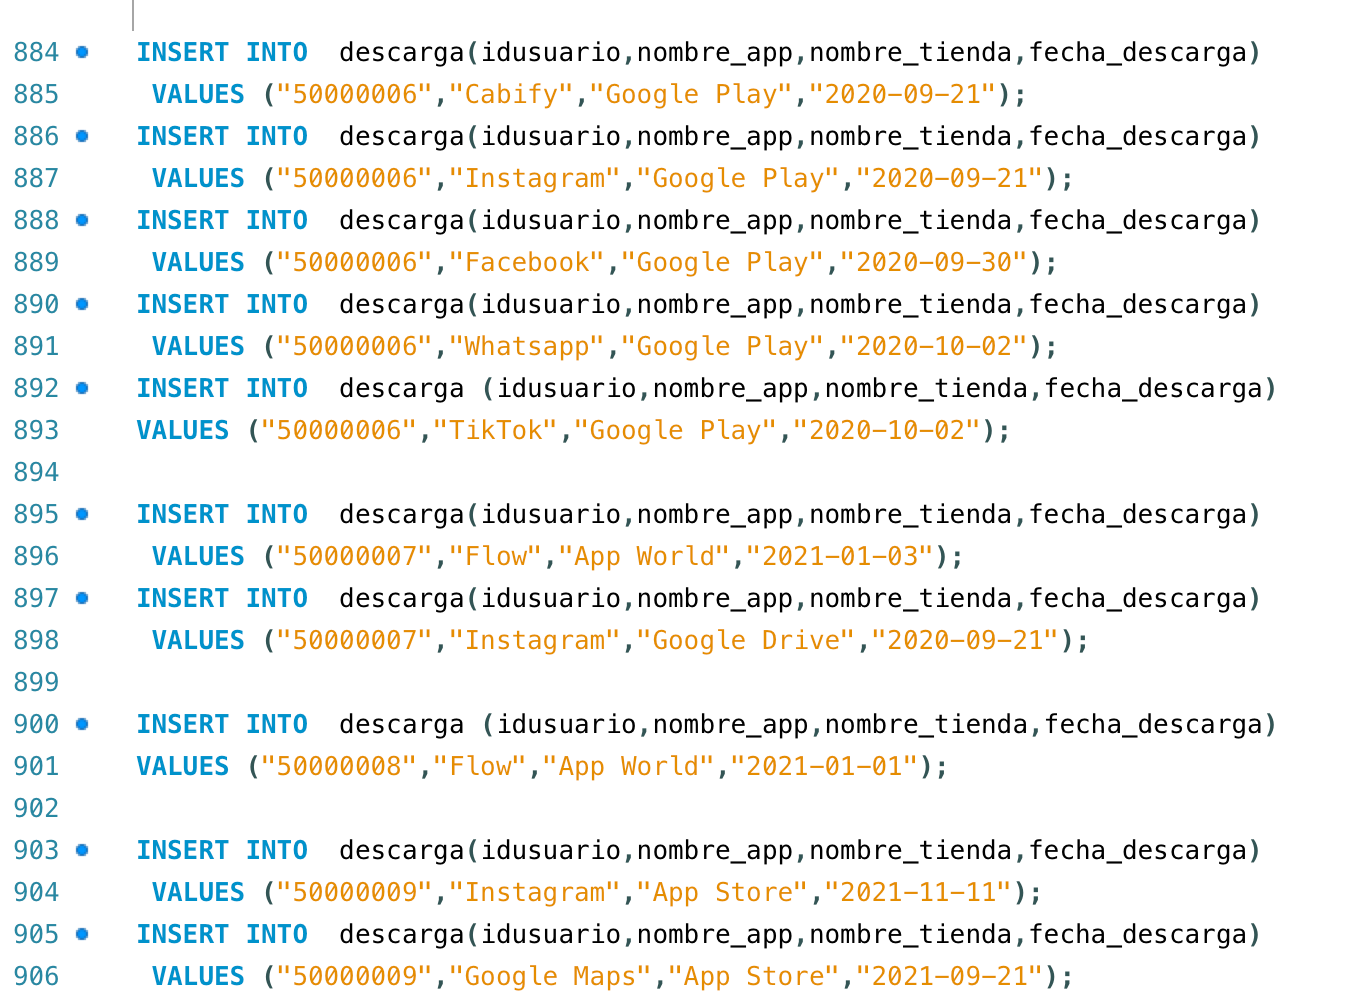 884 INSERT INTO  descarga(idusuario,nombre_app,nombre_tienda,fecha_descarga)
885 VALUES ("50000006","Cabify","Google Play","2020-09-21");
886 INSERT INTO  descarga(idusuario,nombre_app,nombre_tienda,fecha_descarga)
887 VALUES ("50000006","Instagram","Google Play","2020-09-21");
888 INSERT INTO  descarga(idusuario,nombre_app,nombre_tienda,fecha_descarga)
889 VALUES ("50000006","Facebook","Google Play","2020-09-30");
890 INSERT INTO  descarga(idusuario,nombre_app,nombre_tienda,fecha_descarga)
891 VALUES ("50000006","Whatsapp","Google Play","2020-10-02");
892 INSERT INTO  descarga (idusuario,nombre_app,nombre_tienda,fecha_descarga)
893 VALUES ("50000006","TikTok","Google Play","2020-10-02");
894
895 INSERT INTO  descarga(idusuario,nombre_app,nombre_tienda,fecha_descarga)
896 VALUES ("50000007","Flow","App World","2021-01-03");
897 INSERT INTO  descarga(idusuario,nombre_app,nombre_tienda,fecha_descarga)
898 VALUES ("50000007","Instagram","Google Drive","2020-09-21");
899
900 INSERT INTO  descarga (idusuario,nombre_app,nombre_tienda,fecha_descarga)
901 VALUES ("50000008","Flow","App World","2021-01-01");
902
903 INSERT INTO  descarga(idusuario,nombre_app,nombre_tienda,fecha_descarga)
904 VALUES ("50000009","Instagram","App Store","2021-11-11");
905 INSERT INTO  descarga(idusuario,nombre_app,nombre_tienda,fecha_descarga)
906 VALUES ("50000009","Google Maps","App Store","2021-09-21");